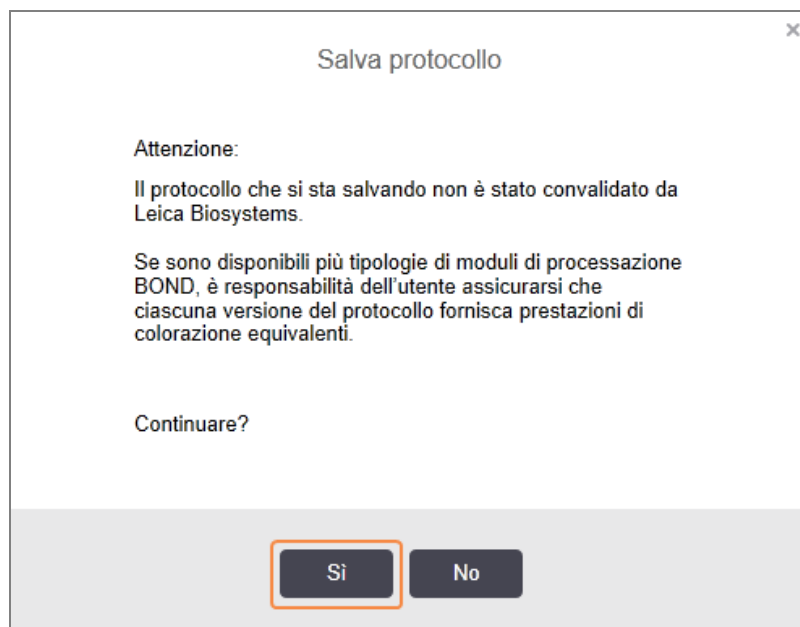 Salva protocollo
Attenzione:
Il protocollo che si sta salvando non è stato convalidato da
Leica Biosystems.
Se sono disponibili più tipologie di moduli di processazione
BOND, è responsabilità dell'utente assicurarsi che
ciascuna versione del protocollo fornisca prestazioni di
colorazione equivalenti.
Continuare?
Sì
No